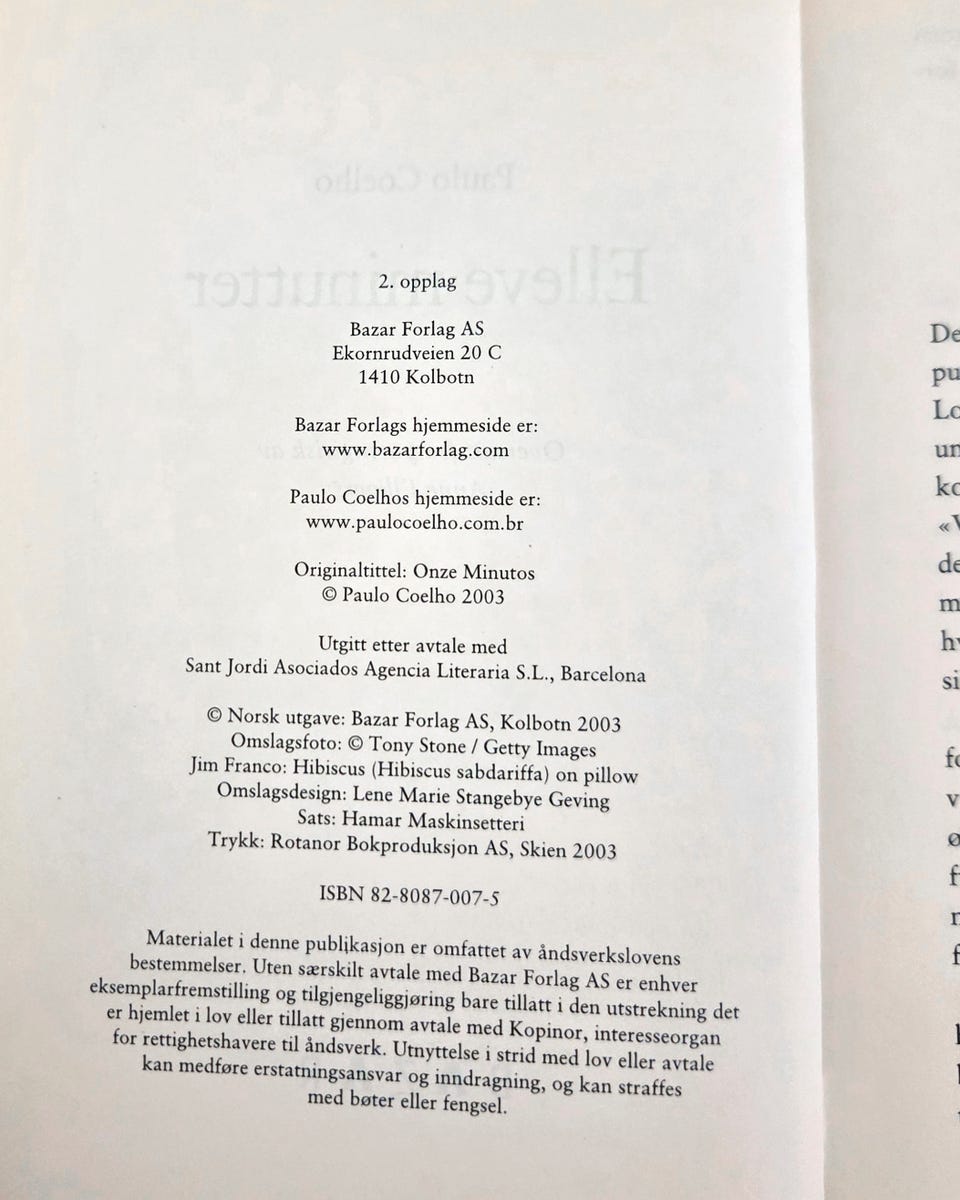 2. opplag
Bazar Forlag AS
Ekornrudveien 20 C
1410 Kolbotn
Bazar Forlags hjemmeside er:
www.bazarforlag.com
Paulo Coelhos hjemmeside er:
www.paulocoelho.com.br
Originaltittel: Onze Minutos
© Paulo Coelho 2003
Utgitt etter avtale med
Sant Jordi Asociados Agencia Literaria S.L., Barcelona
© Norsk utgave: Bazar Forlag AS, Kolbotn 2003
Omslagsfoto: © Tony Stone / Getty Images
Jim Franco: Hibiscus (Hibiscus sabdariffa) on pillow
Omslagsdesign: Lene Marie Stangebye Geving
Sats: Hamar Maskinsetteri
Trykk: Rotanor Bokproduksjon AS, Skien 2003
ISBN 82-8087-007-5
Materialet i denne publikasjon er omfattet av åndsverkslovens
bestemmelser. Uten særskilt avtale med Bazar Forlag AS er enhver
eksemplarfremstilling og tilgjengeliggjøring bare tillatt i den utstrekning det
er hjemlet i lov eller tillatt gjennom avtale med Kopinor, interesseorgan
for rettighetshavere til åndsverk. Utnyttelse i strid med lov eller avtale
kan medføre erstatningsansvar og inndragning, og kan straffes
med bøter eller fengsel.